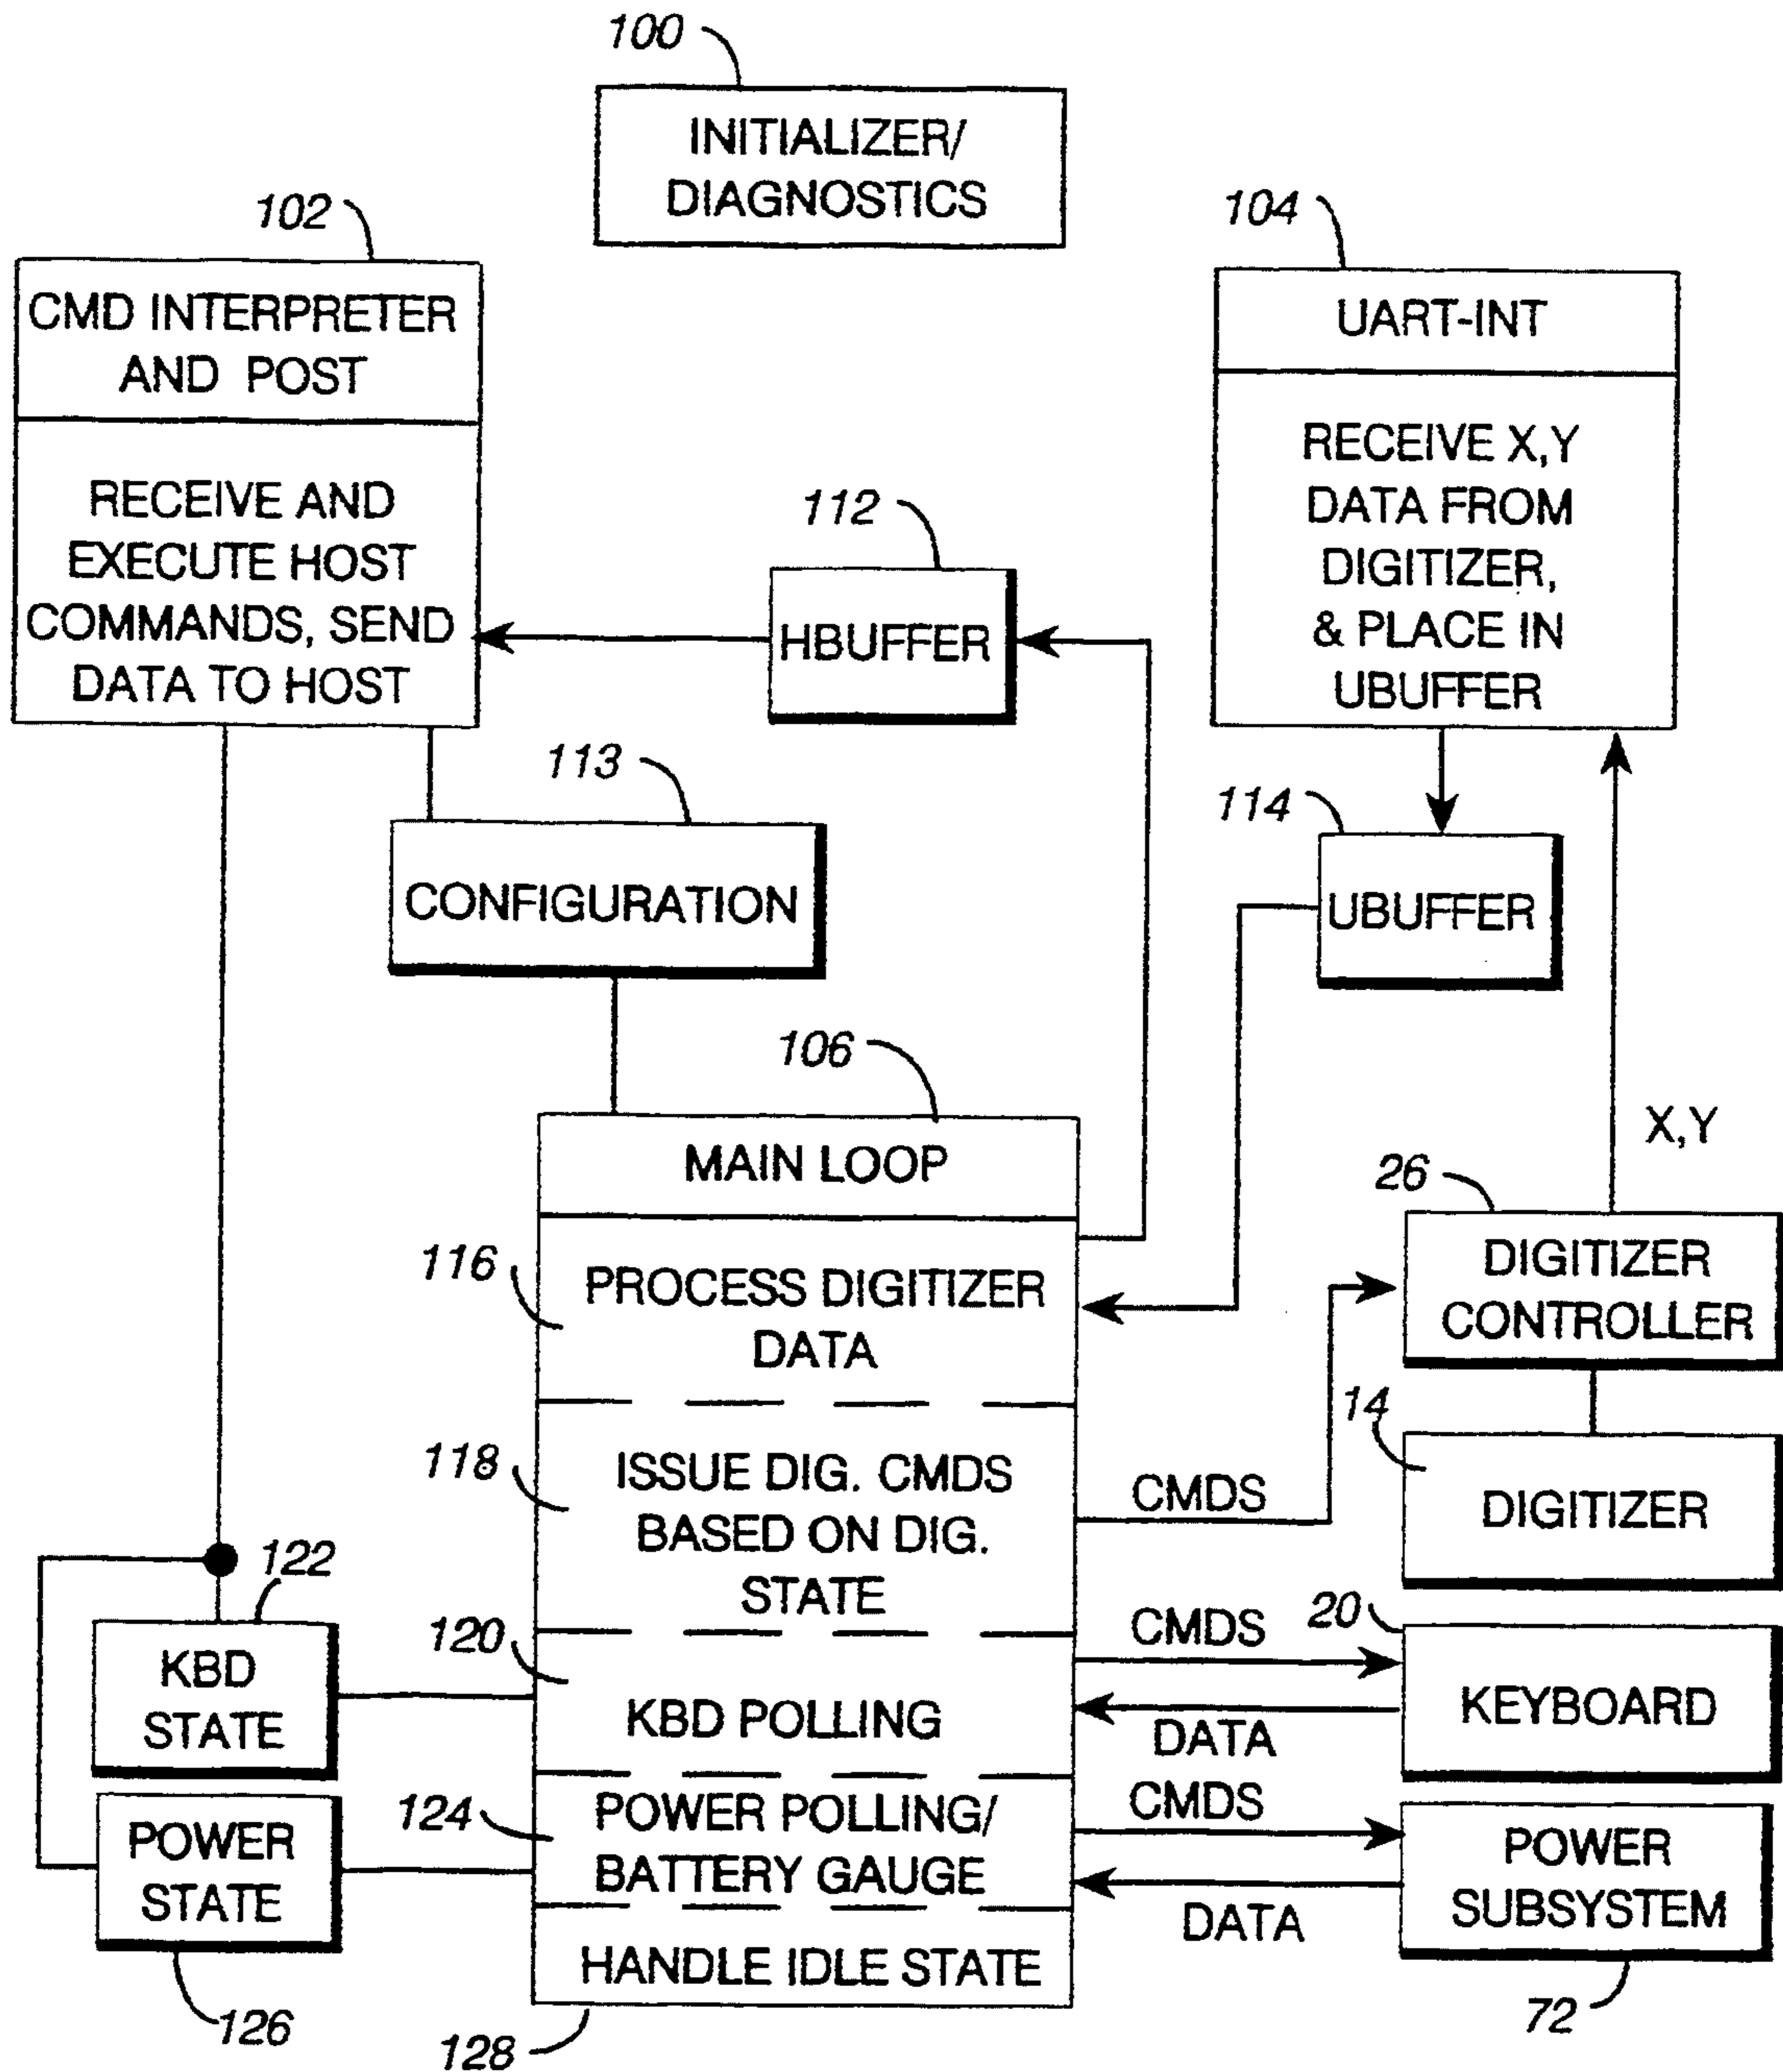 100
INITIALIZER/
DIAGNOSTICS
102
CMD INTERPRETER
AND POST
RECEIVE AND
EXECUTE HOST
COMMANDS, SEND
DATA TO HOST
104
UART-INT
RECEIVE X,Y
DATA FROM
DIGITIZER,
& PLACE IN
UBUFFER
112
HBUFFER
113
CONFIGURATION
114
UBUFFER
106
MAIN LOOP
116
PROCESS DIGITIZER
DATA
118
ISSUE DIG. CMDS
BASED ON DIG.
STATE
120
KBD POLLING
124
POWER POLLING/
BATTERY GAUGE
HANDLE IDLE STATE
128
X,Y
26
DIGITIZER
CONTROLLER
14
DIGITIZER
CMDS
CMDS
20
KEYBOARD
DATA
CMDS
POWER
SUBSYSTEM
DATA
72
122
KBD
STATE
POWER
STATE
126